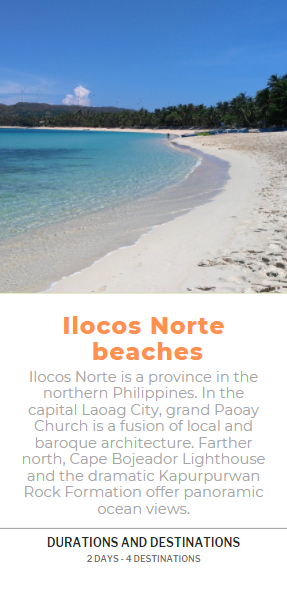 Ilocos Norte
beaches
Ilocos Norte is a province in the
northern Philippines. In the
capital Laoag City, grand Paoay
Church is a fusion of local and
baroque architecture. Farther
north, Cape Bojeador Lighthouse
and the dramatic Kapurpurwan
Rock Formation offer panoramic
ocean views.
DURATIONS AND DESTINATIONS
2 DAYS - 4 DESTINATIONS